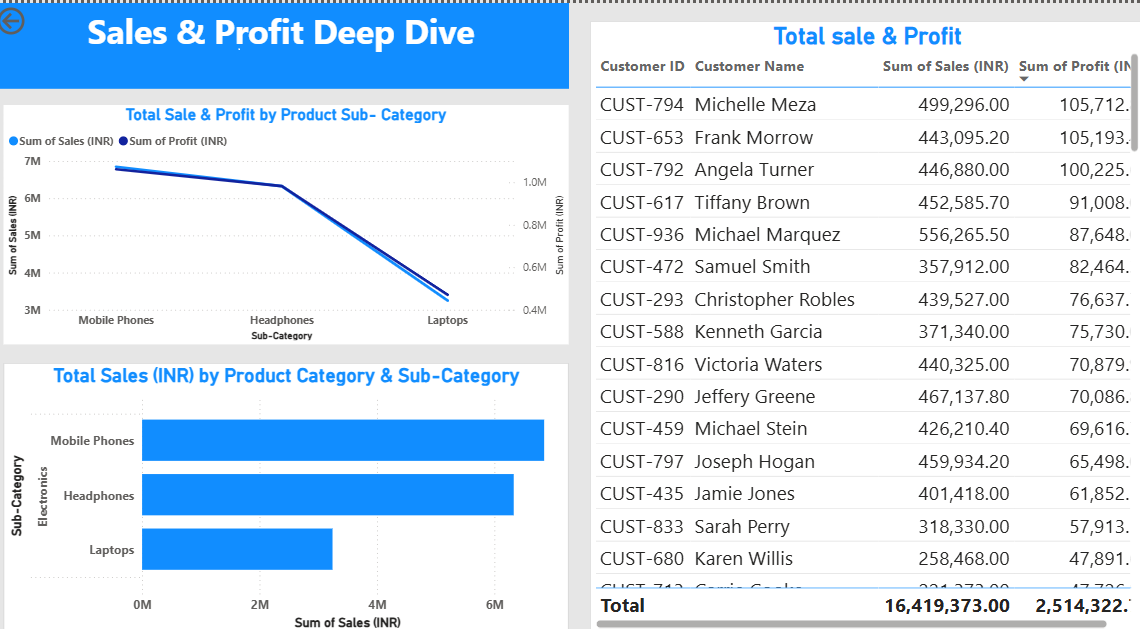 Sales & Profit Deep Dive
Total Sale & Profit by Product Sub- Category
Sum of Sales (INR) Sum of Profit (INR)
7M
6M
5M
4M
3M
Sum of Sales (INR)
1.0M
0.8M
0.6M
0.4M
Sum of Profit (INR)
Mobile Phones Headphones Laptops
Sub-Category
Total Sales (INR) by Product Category & Sub-Category
Sub-Category
Electronics
Mobile Phones
Headphones
Laptops
0M 2M 4M 6M
Sum of Sales (INR)
Total sale & Profit
Customer ID Customer Name Sum of Sales (INR) Sum of Profit (IN
CUST-794 Michelle Meza 499,296.00 105,712.
CUST-653 Frank Morrow 443,095.20 105,193.
CUST-792 Angela Turner 446,880.00 100,225.
CUST-617 Tiffany Brown 452,585.70 91,008.
CUST-936 Michael Marquez 556,265.50 87,648.
CUST-472 Samuel Smith 357,912.00 82,464.
CUST-293 Christopher Robles 439,527.00 76,637.
CUST-588 Kenneth Garcia 371,340.00 75,730.
CUST-816 Victoria Waters 440,325.00 70,879.
CUST-290 Jeffery Greene 467,137.80 70,086.
CUST-459 Michael Stein 426,210.40 69,616.
CUST-797 Joseph Hogan 459,934.20 65,498.
CUST-435 Jamie Jones 401,418.00 61,852.
CUST-833 Sarah Perry 318,330.00 57,913.
CUST-680 Karen Willis 258,468.00 47,891.
Total 16,419,373.00 2,514,322.